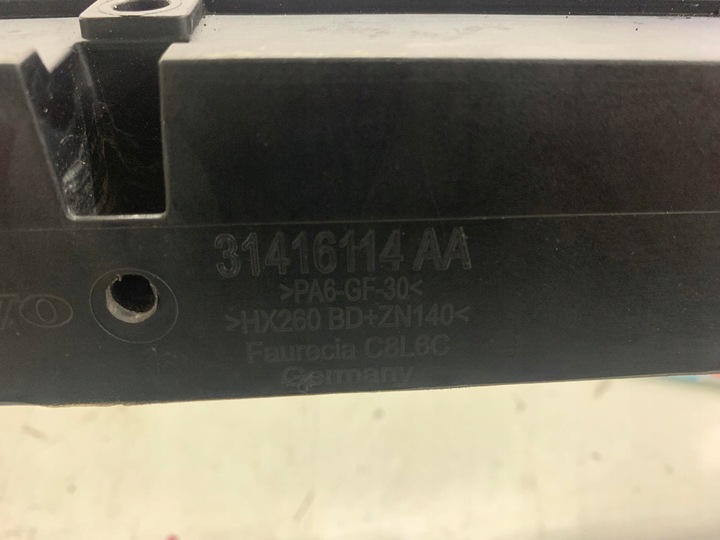 31416114 AA
>PA6-GF-30<
>HX260 BD+ZN140<
Faurecia C8L6C
Germany